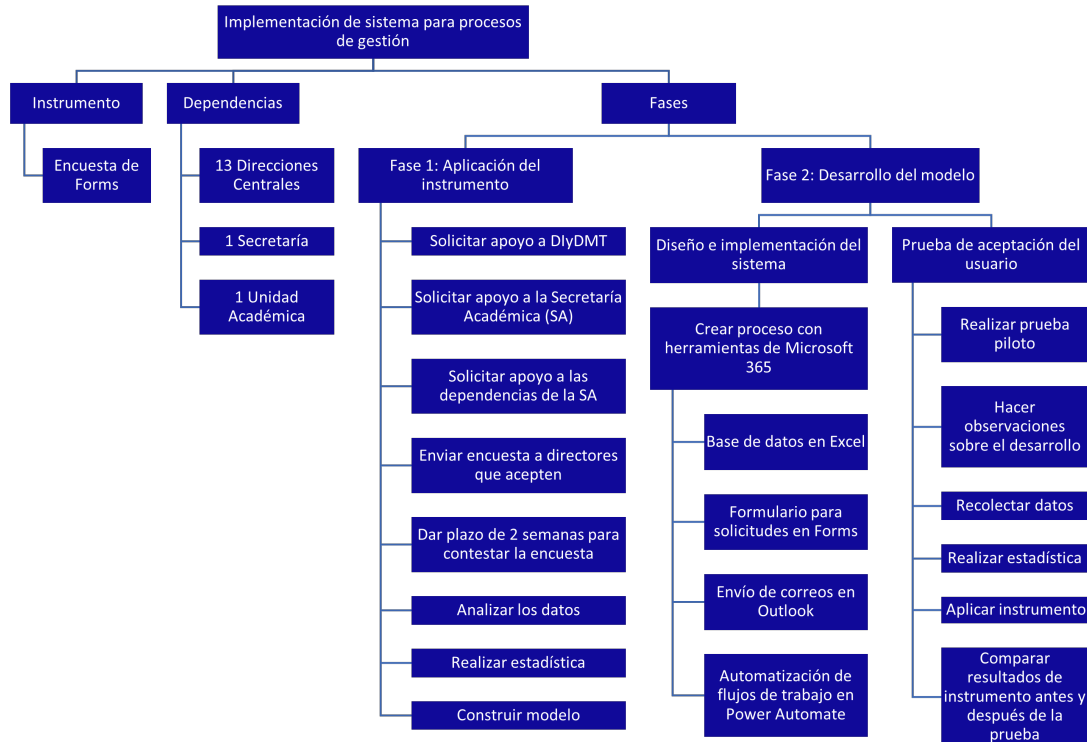 Implementación de sistema para procesos
de gestión
Instrumento
Dependencias
Fases
Encuesta de
Forms
13 Direcciones
Centrales
1 Secretaría
1 Unidad
Académica
Fase 1: Aplicación del
instrumento
Solicitar apoyo a DIyDMT
Solicitar apoyo a la Secretaría
Académica (SA)
Solicitar apoyo a las
dependencias de la SA
Enviar encuesta a directores
que acepten
Dar plazo de 2 semanas para
contestar la encuesta
Analizar los datos
Realizar estadística
Construir modelo
Fase 2: Desarrollo del modelo
Diseño e implementación del
sistema
Crear proceso con
herramientas de Microsoft
365
Base de datos en Excel
Formulario para
solicitudes en Forms
Envío de correos en
Outlook
Automatización de
flujos de trabajo en
Power Automate
Prueba de aceptación del
usuario
Realizar prueba
piloto
Hacer
observaciones
sobre el desarrollo
Recolectar datos
Realizar estadística
Aplicar instrumento
Comparar
resultados de
instrumento antes y
después de la
prueba